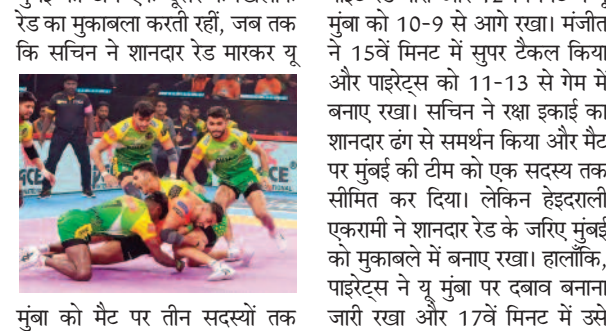 रेड का मुकाबला करती रहीं, जब तक
कि सचिन ने शानदार रेड मारकर यू
मुंबा को मैट पर तीन सदस्यों तक
मुंबा को 10-9 से आगे रखा। मंजीत
ने 15वें मिनट में सुपर टैकल किया
और पाइरेट्स को 11-13 से गेम में
बनाए रखा। सचिन ने रक्षा इकाई का
शानदार ढंग से समर्थन किया और मैट
पर मुंबई की टीम को एक सदस्य तक
सीमित कर दिया। लेकिन हेइदराली
एकरामी ने शानदार रेड के जरिए मुंबई
को मुकाबले में बनाए रखा। हालाँकि,
पाइरेट्स ने यू मुंबा पर दबाव बनाना
जारी रखा और 17वें मिनट में उसे